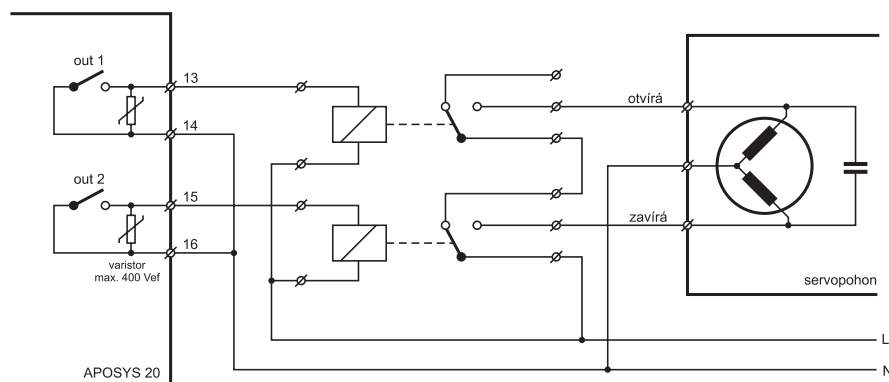 out 1
13
14
out 2
15
16
varistor
max. 400 Vef
APOSYS 20
otvírá
zavírá
servopohon
L
N